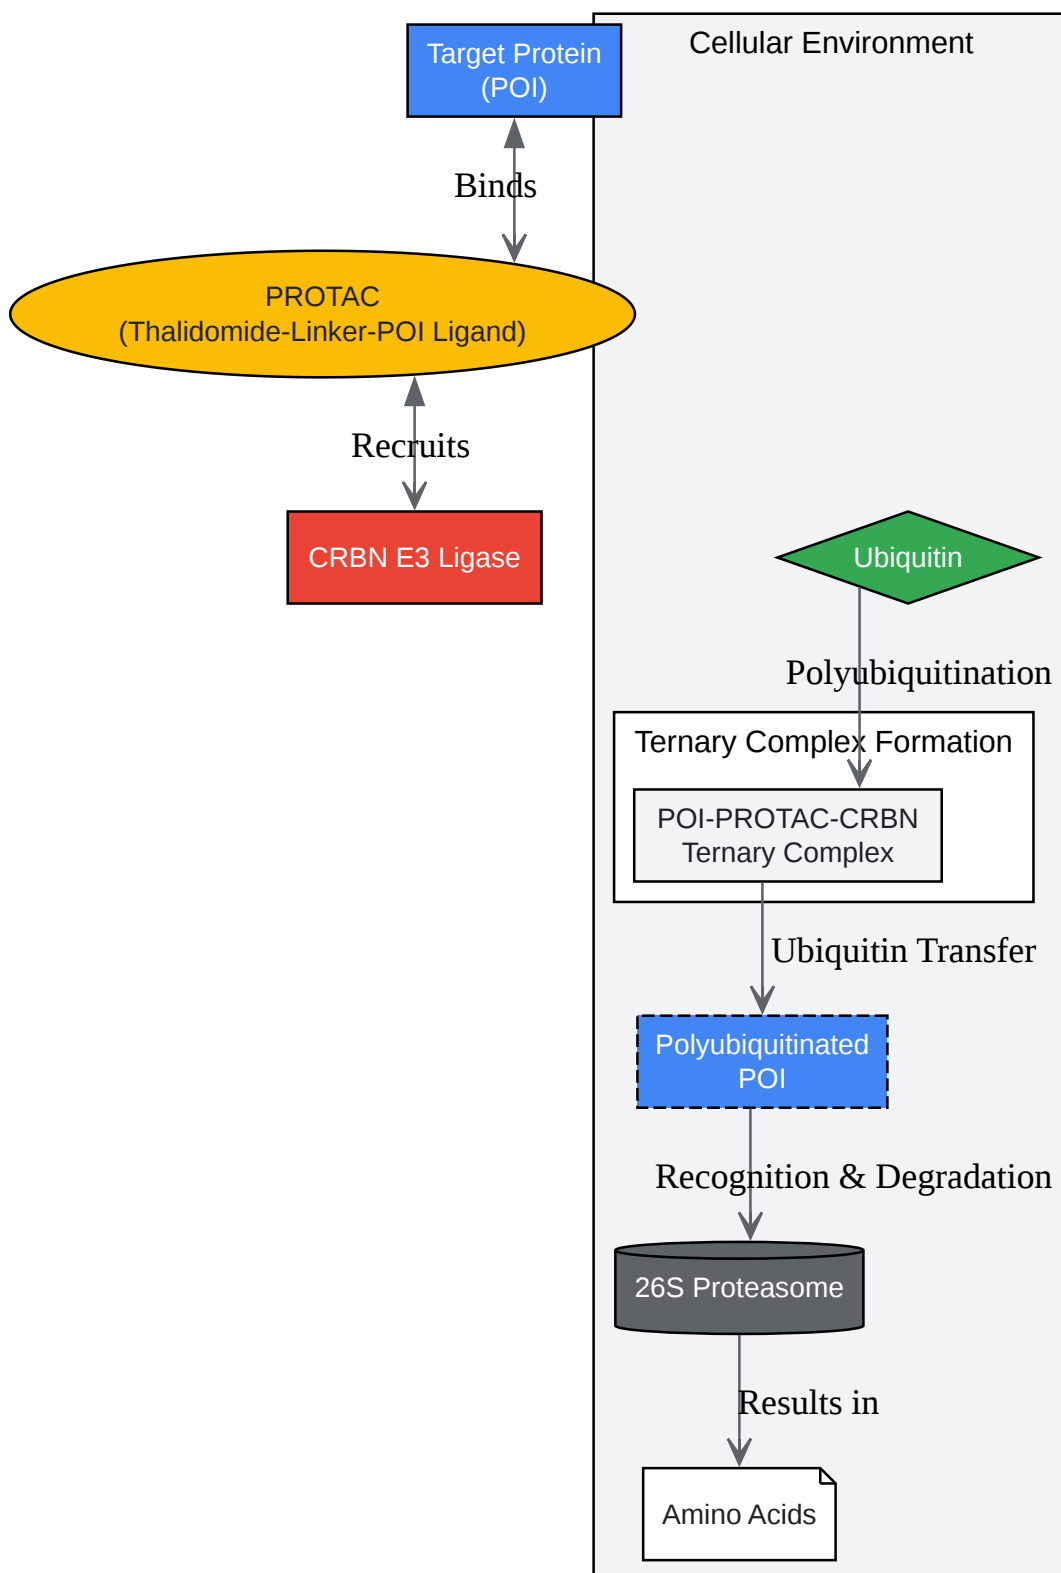 Cellular Environment
Target Protein
(POI)
Binds
PROTAC
(Thalidomide-Linker-POI Ligand)
Recruits
CRBN E3 Ligase
Ubiquitin
Polyubiquitination
Ternary Complex Formation
POI-PROTAC-CRBN
Ternary Complex
Ubiquitin Transfer
Polyubiquitinated
POI
Recognition & Degradation
26S Proteasome
Results in
Amino Acids